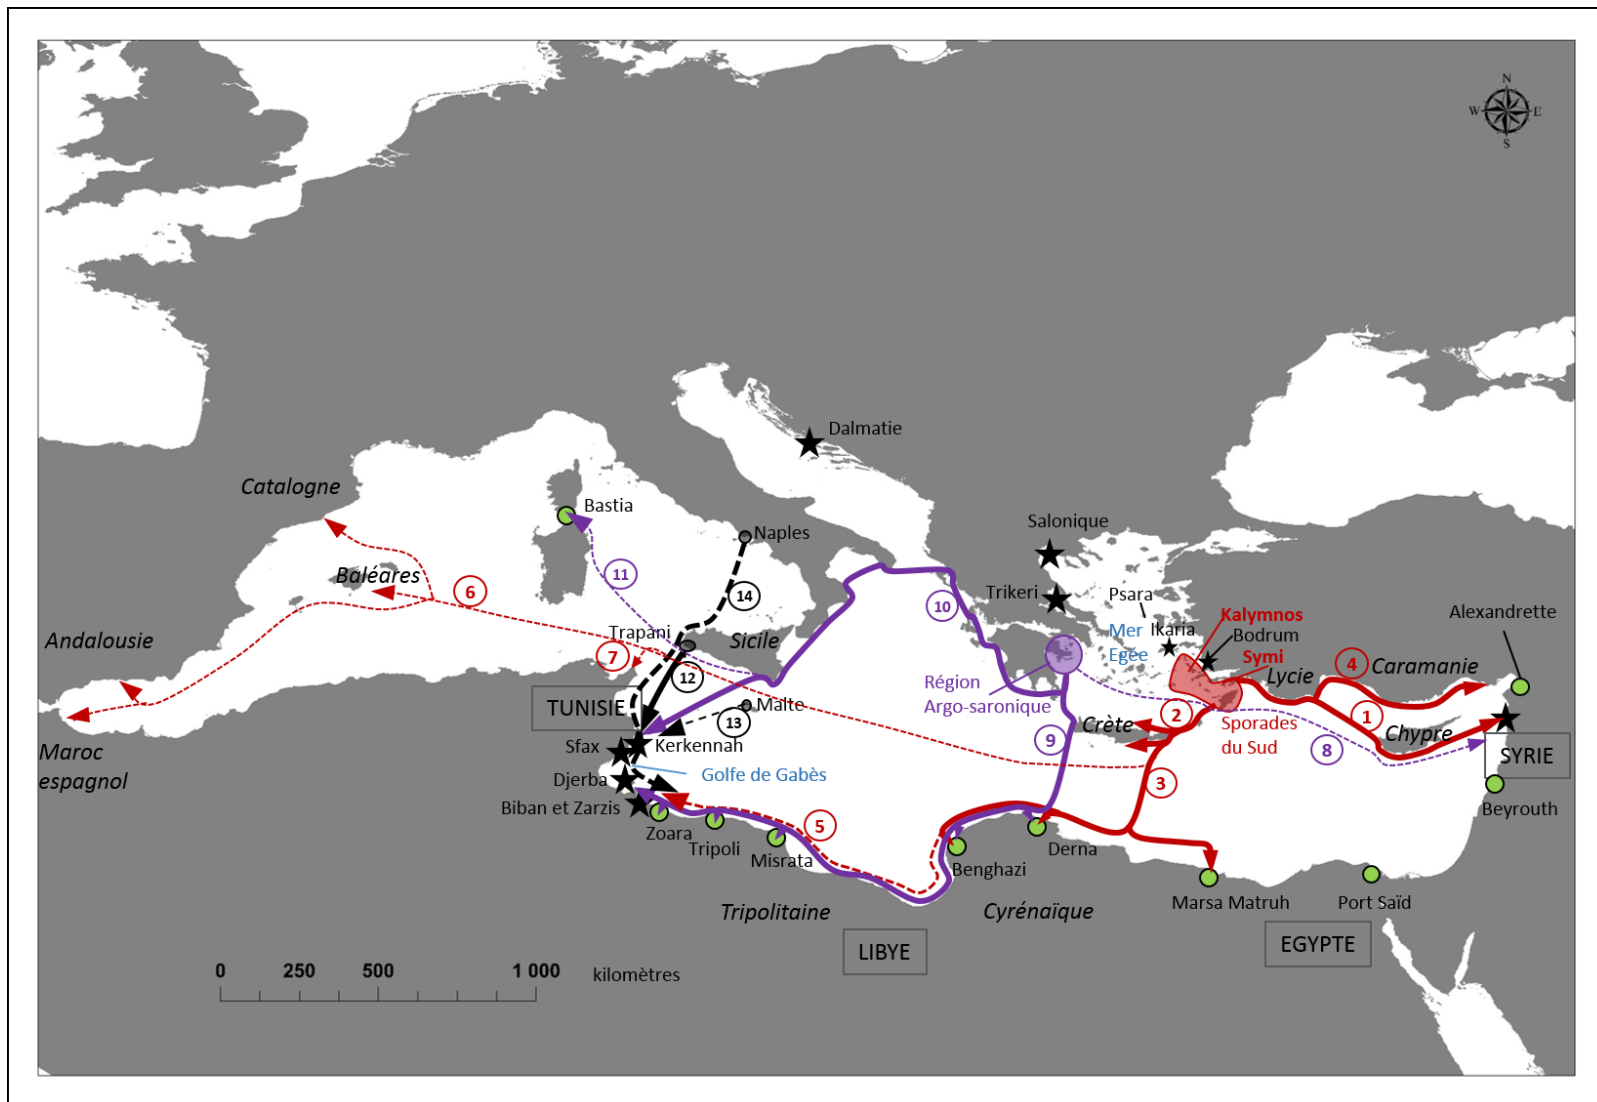 N
W
E
S
Dalmatie
Catalogne
Bastia
Naples
Salonique
Baléares
6
11
14
10
Trikeri
Psara
Kalymnos
Alexandrette
Mer
Egée
Ikaria
Bodrum
Andalousie
Trapani
Sicile
Symi
7
12
Lycie
4
Caramanie
Région
Argo-saronique
TUNISIE
Malte
13
Crète
2
Sporades
du Sud
1
Chypre
Maroc
espagnol
Sfax
Kerkennah
9
8
SYRIE
Djerba
Golfe de Gabès
3
Biban et Zarzis
Beyrouth
Zoara
5
Tripoli
Misrata
Benghazi
Derna
Marsa Matruh
Port Saïd
Tripolitaine
Cyrénaïque
LIBYE
EGYPTE
0 250 500 1 000 kilomètres